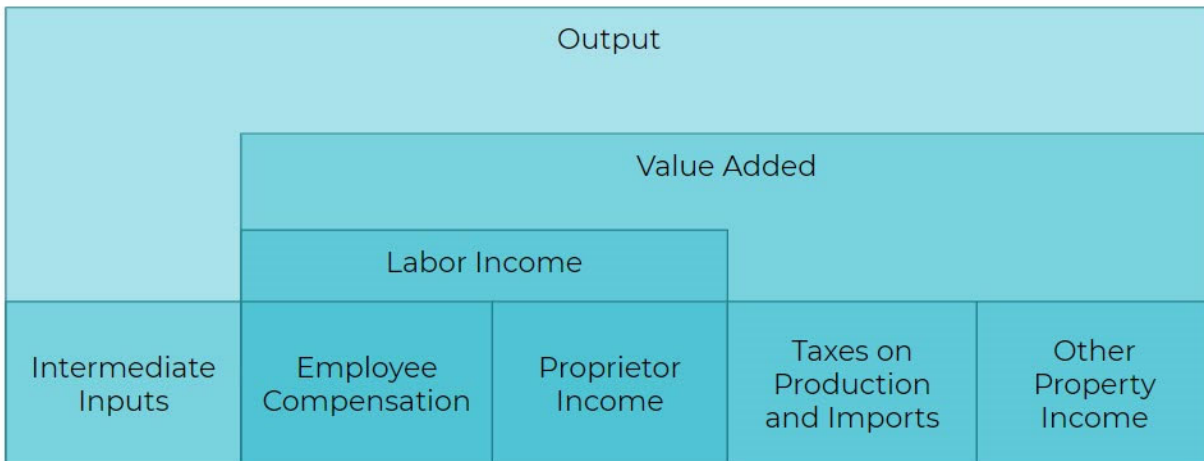 Output
Value Added
Labor Income
Intermediate
Inputs
Employee
Compensation
Proprietor
Income
Taxes on
Production
and Imports
Other
Property
Income